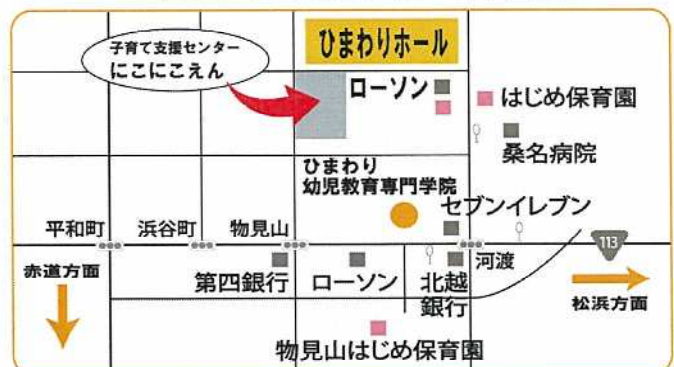 子育て支援センター
にこにこえん
ひまわりホール
ローソン
はじめ保育園
桑名病院
ひまわり
幼児教育専門学院
セブンイレブン
平和町
浜谷町
物見山
113
赤道方面
第四銀行
ローソン
北越
銀行
河渡
松浜方面
物見山はじめ保育園